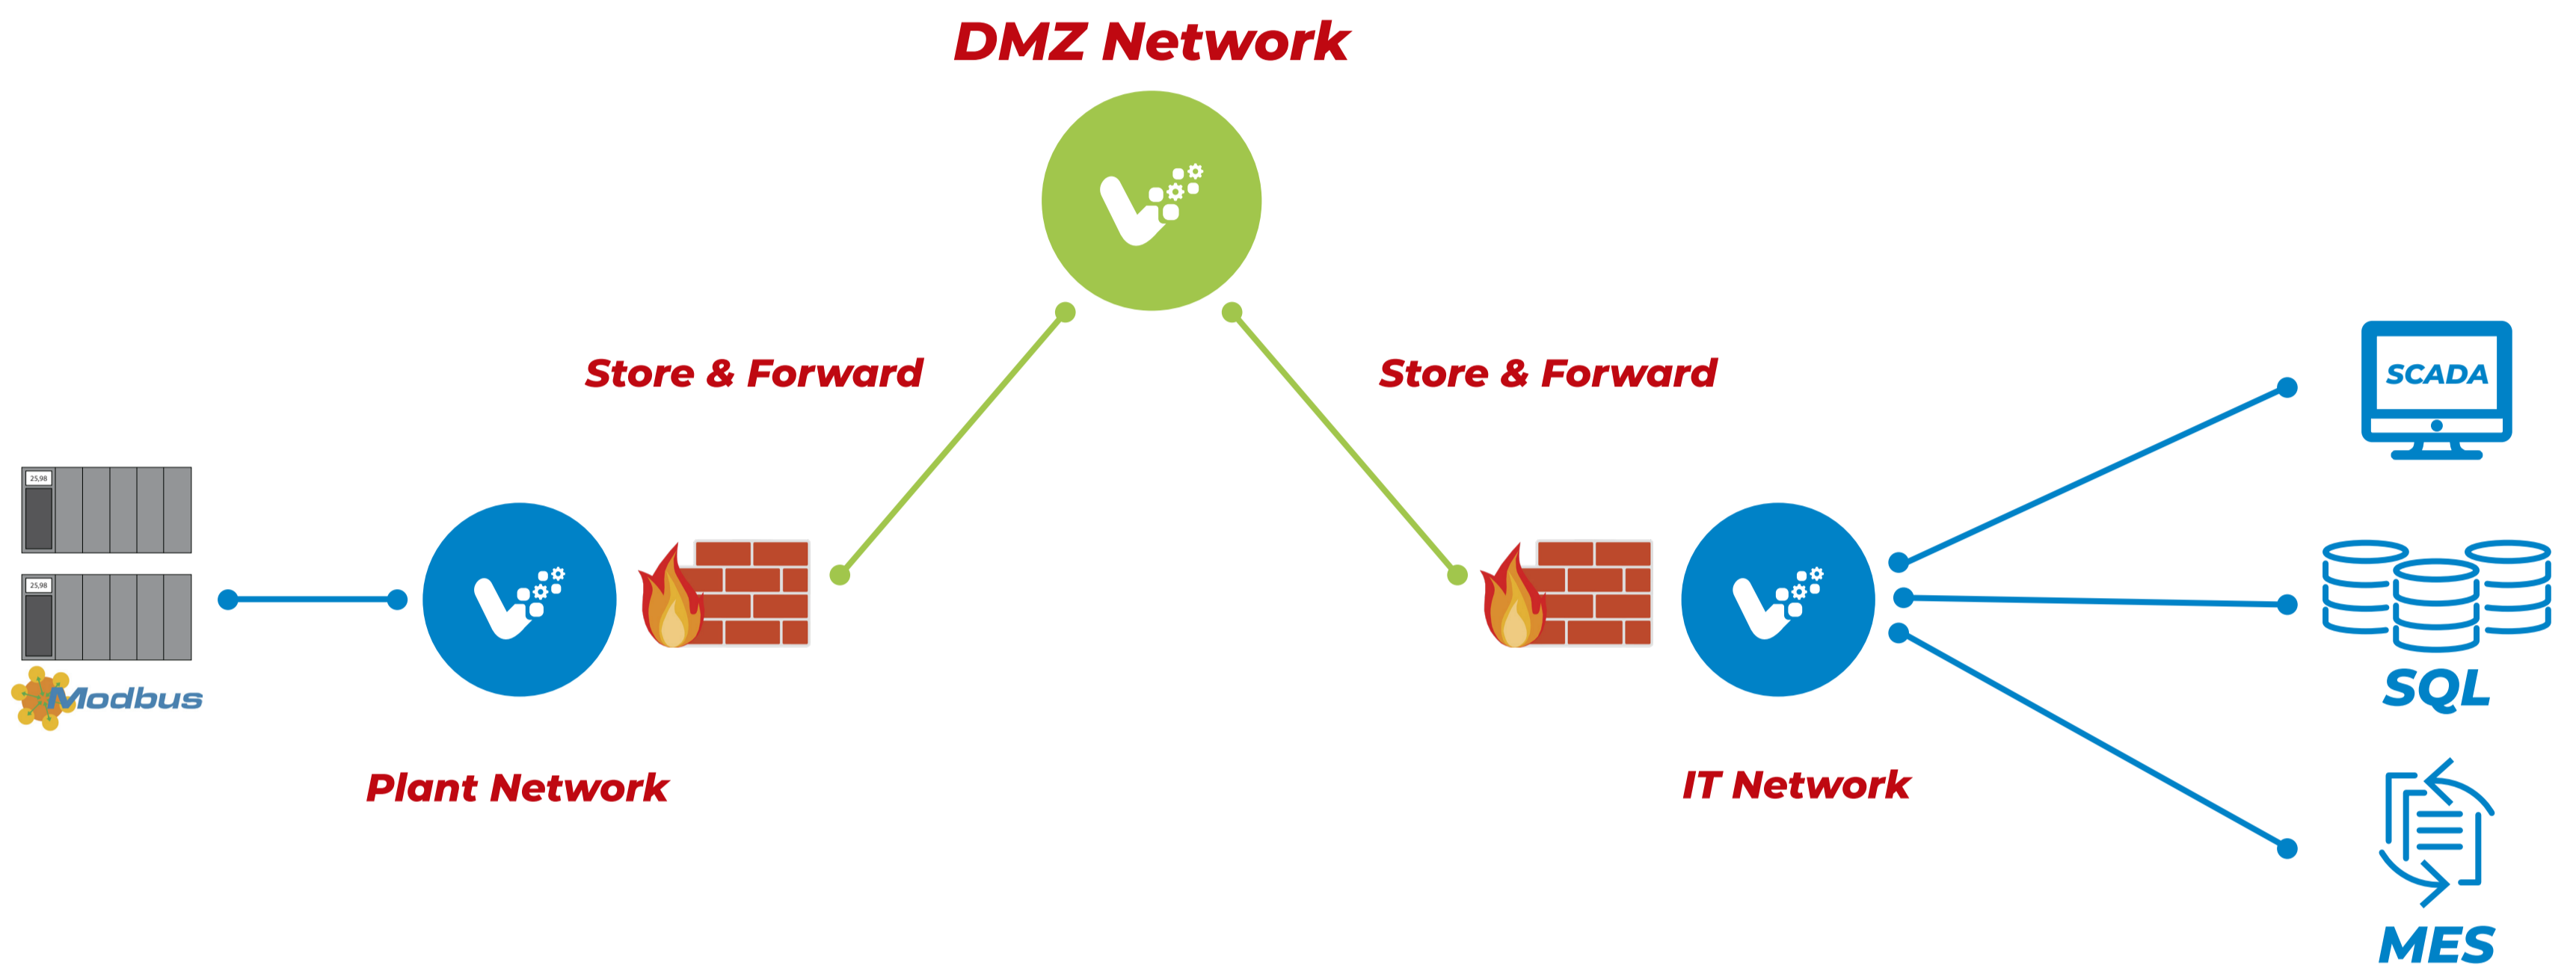 DMZ Network
Store & Forward
Store & Forward
SCADA
25,98
25,98
Modbus
SQL
Plant Network
IT Network
MES